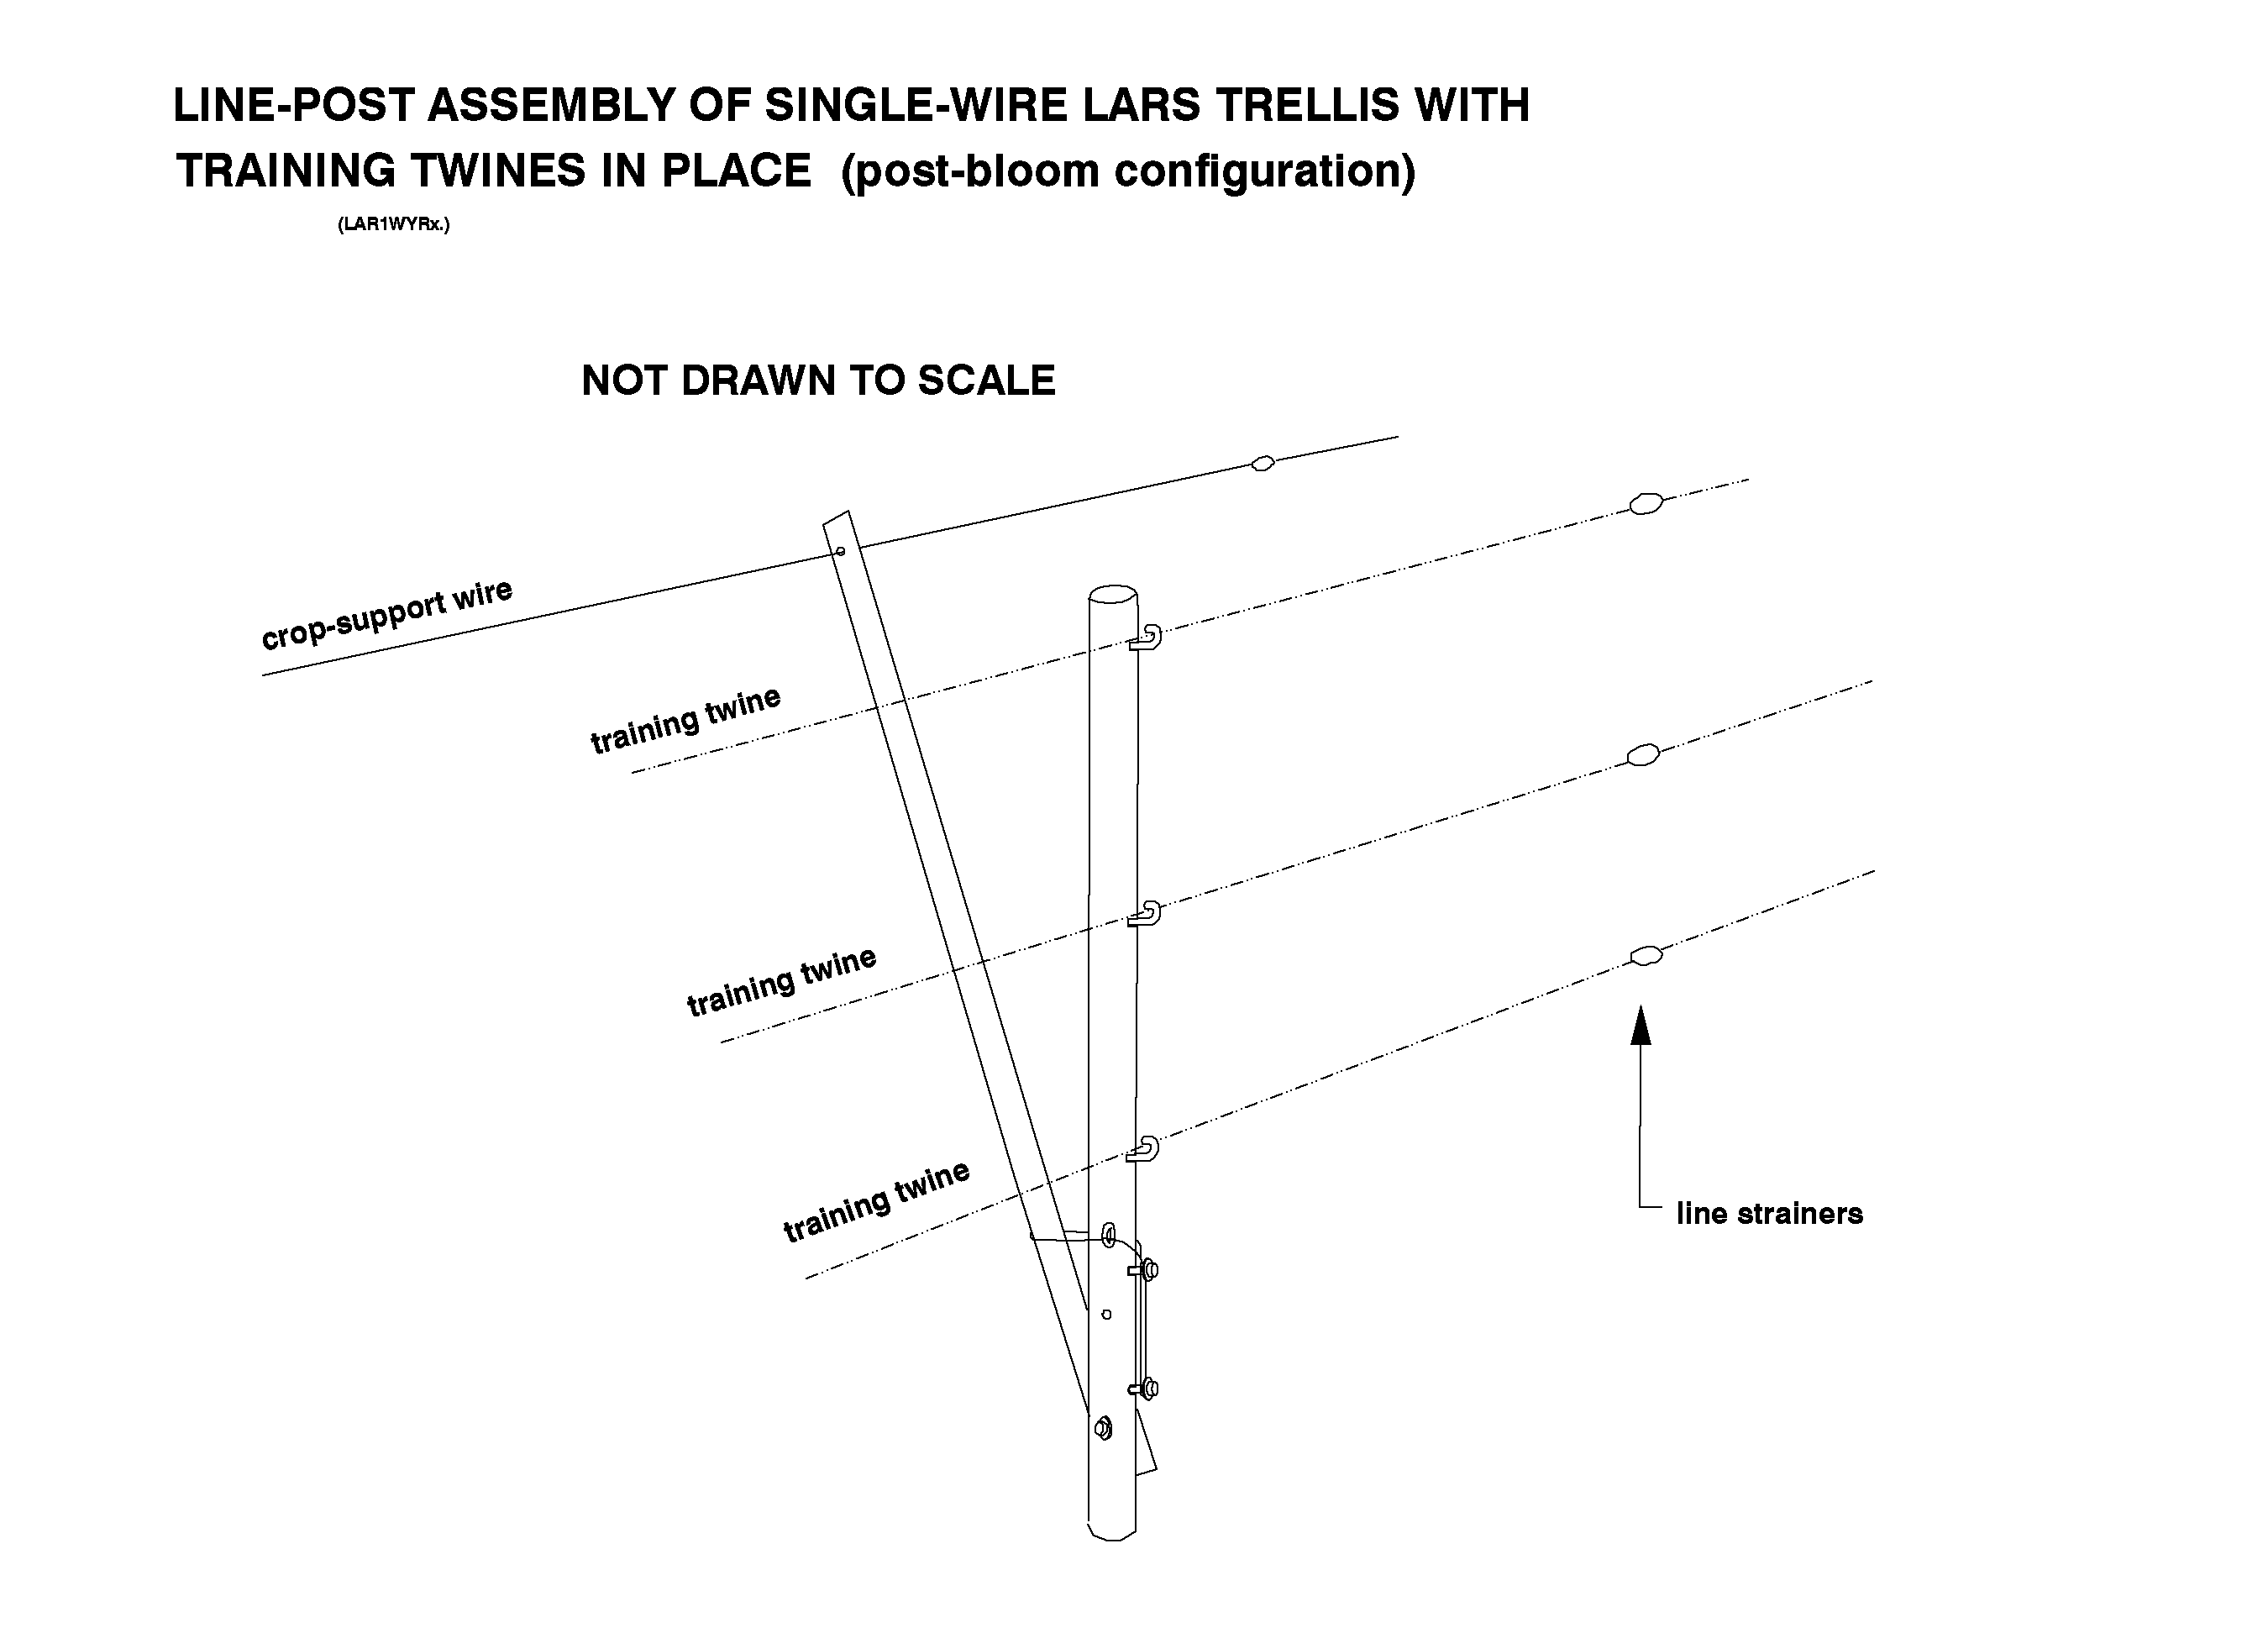 LINE-POST ASSEMBLY OF SINGLE-WIRE LARS TRELLIS WITH
TRAINING TWINES IN PLACE (post-bloom configuration)
(LAR1WYRx.)
NOT DRAWN TO SCALE
crop-support wire
training twine
training twine
training twine
line strainers